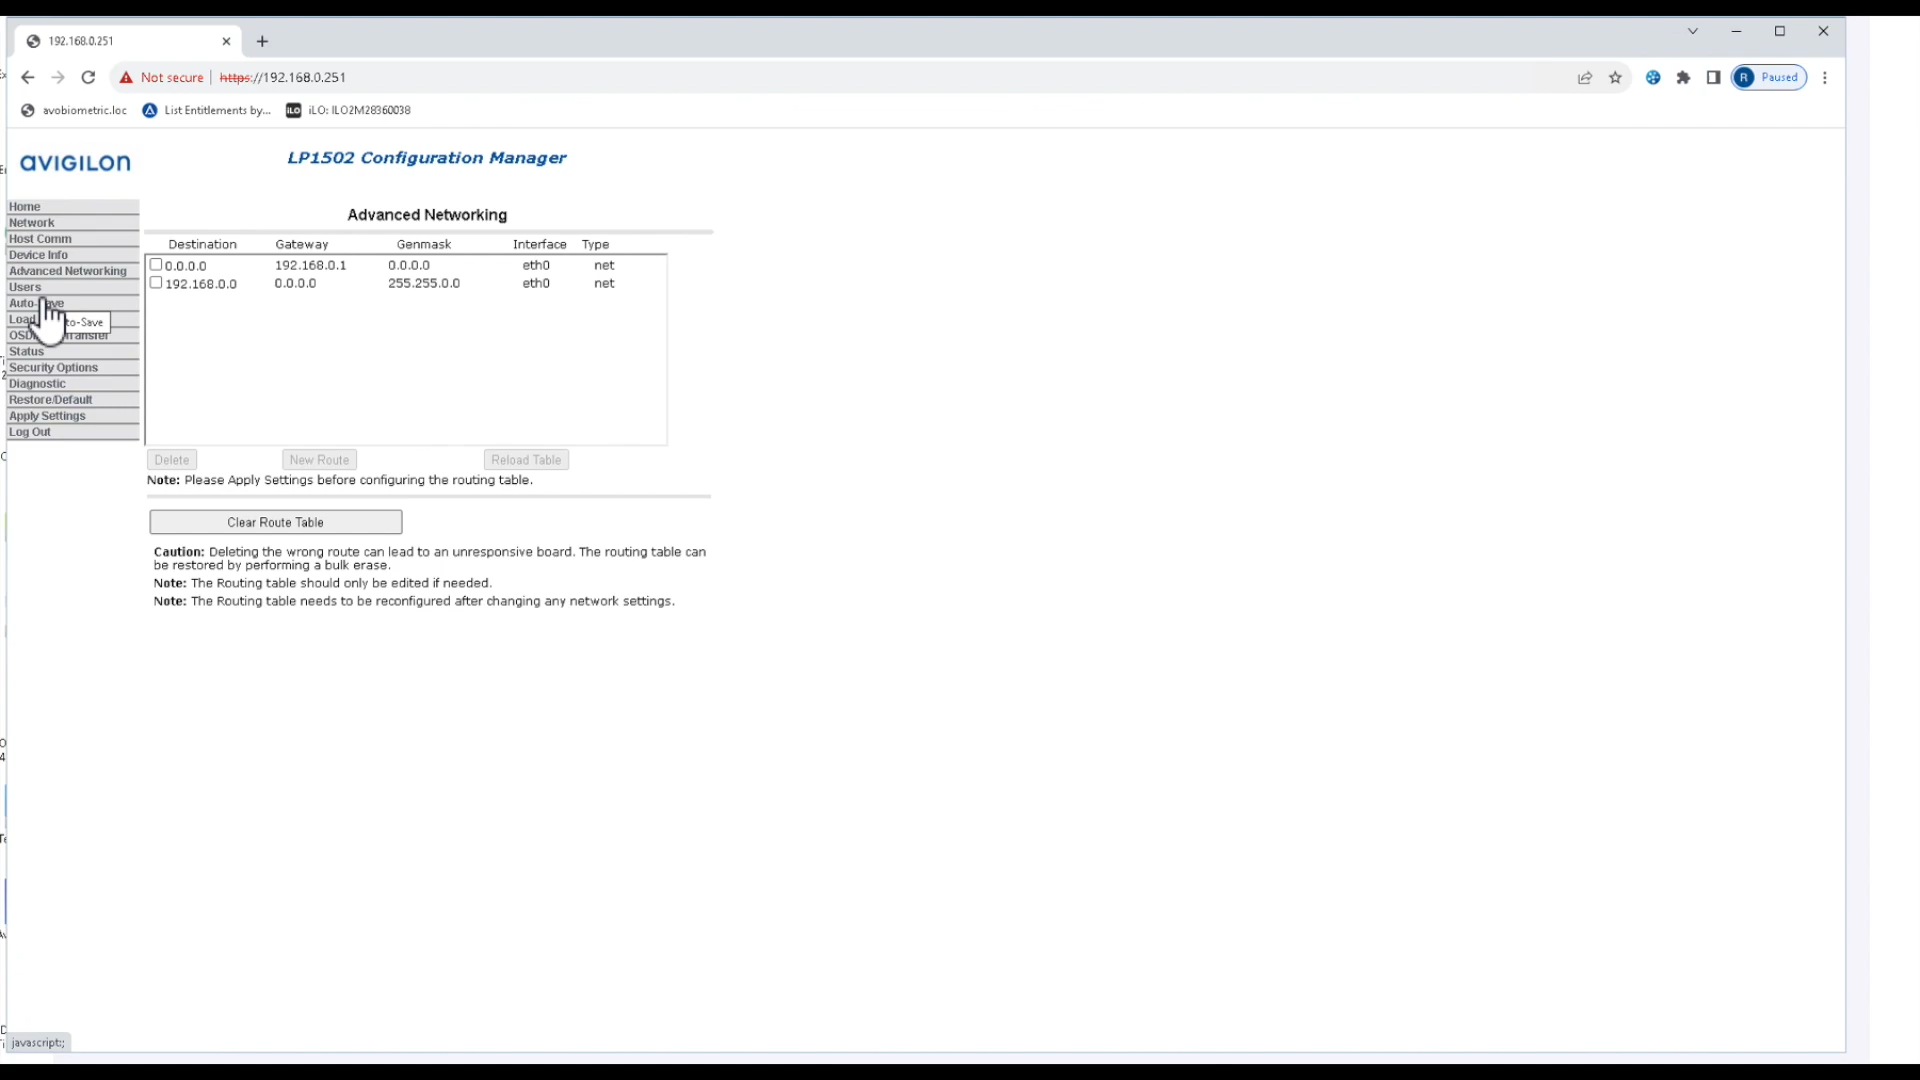 192.168.0.251
Not secure | https://192.168.0.251
Paused
R
avobiometric.loc
List Entitlements by...
iLO
iLO: ILO2M28360038
avigilon
LP1502 Configuration Manager
Home
Network
Host Comm
Device Info
Advanced Networking
Users
Auto-Save
Load
to-Save
Transfer
Status
Security Options
Diagnostic
Restore/Default
Apply Settings
Log Out
Advanced Networking
Destination Gateway Genmask Interface Type
0.0.0.0 192.168.0.1 0.0.0.0 eth0 net
192.168.0.0 0.0.0.0 255.255.0.0 eth0 net
Delete New Route Reload Table
Note: Please Apply Settings before configuring the routing table.
Clear Route Table
Caution: Deleting the wrong route can lead to an unresponsive board. The routing table can
be restored by performing a bulk erase.
Note: The Routing table should only be edited if needed.
Note: The Routing table needs to be reconfigured after changing any network settings.
javascript:;